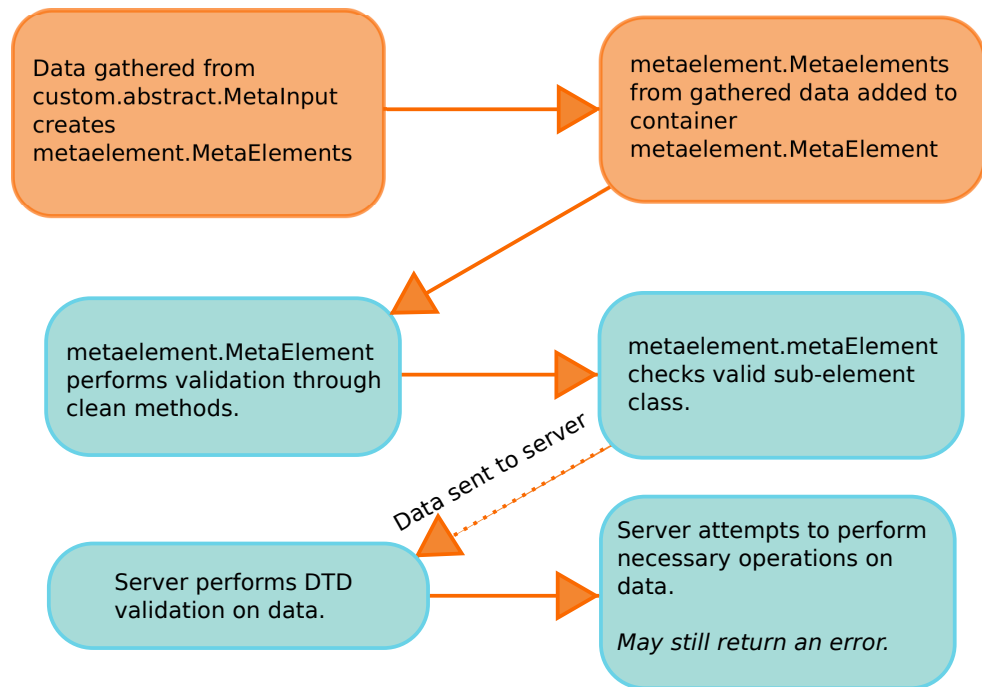 Data gathered from
custom.abstract.MetaInput
creates
metaelement.MetaElements
metaelement.Metaelements
from gathered data added to
container
metaelement.MetaElement
metaelement.MetaElement
performs validation through
clean methods.
metaelement.metaElement
checks valid sub-element
class.
Data sent to server
Server performs DTD
validation on data.
Server attempts to perform
necessary operations on
data.
May still return an error.